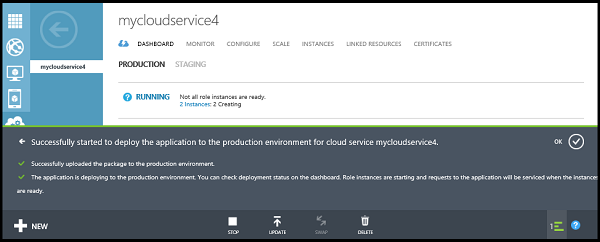 mycloudservice4
mycloudservice4
DASHBOARD MONITOR CONFIGURE SCALE INSTANCES LINKED RESOURCES CERTIFICATES
PRODUCTION STAGING
? RUNNING Not all role instances are ready.
2 Instances: 2 Creating
Successfully started to deploy the application to the production environment for cloud service mycloudservice4. OK
Successfully uploaded the package to the production environment.
The application is deploying to the production environment. You can check deployment status on the dashboard. Role instances are starting and requests to the application will be serviced when the instances
are ready.
NEW STOP UPDATE SWAP DELETE 1 ?